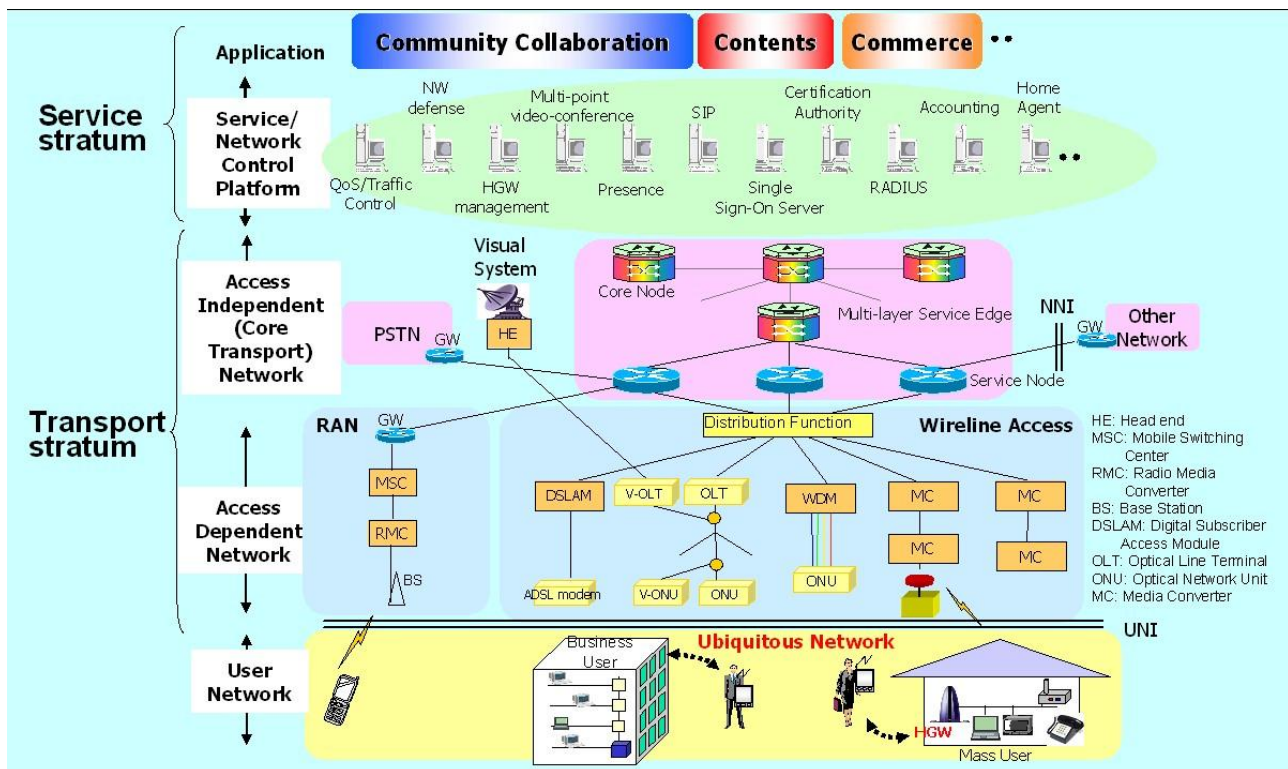 Application
Community Collaboration
Contents
Commerce
Service
stratum
Service/
Network
Control
Platform
NW
defense
Multi-point
video-conference
SIP
Certification
Authority
Accounting
Home
Agent
QoS/Traffic
Control
HGW
management
Presence
Single
Sign-On Server
RADIUS
Transport
stratum
Access
Independent
(Core
Transport)
Network
Visual
System
HE
PSTN
GW
Core Node
Multi-layer Service Edge
Service Node
NNI
GW
Other
Network
Access
Dependent
Network
RAN
GW
MSC
RMC
BS
Distribution Function
Wireline Access
DSLAM
V-OLT
OLT
WDM
MC
MC
MC
MC
ADSL modem
V-ONU
ONU
ONU
HE: Head end
MSC: Mobile Switching
Center
RMC: Radio Media
Converter
BS: Base Station
DSLAM: Digital Subscriber
Access Module
OLT: Optical Line Terminal
ONU: Optical Network Unit
MC: Media Converter
UNI
User
Network
Business
User
Ubiquitous Network
HGW
Mass User